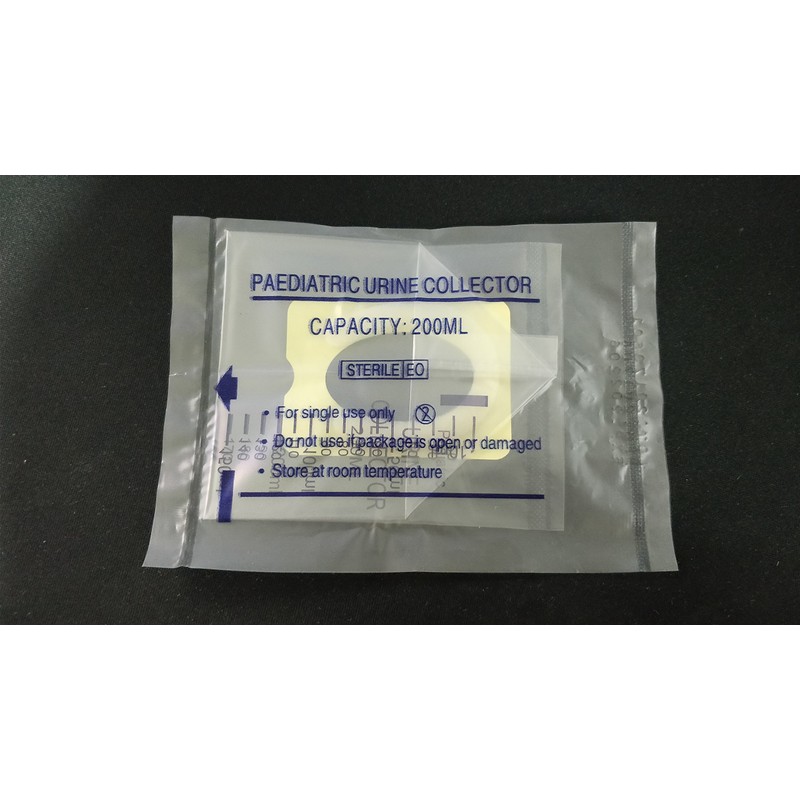 PAEDIATRIC URINE COLLECTOR
CAPACITY: 200ML
STERILE EO
• For single use only 2
• Do not use if package is open or damaged
• Store at room temperature